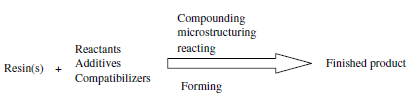 Compounding
microstructuring
reacting
Reactants
Resin(s) + Additives
Compatibilizers
Finished product
Forming